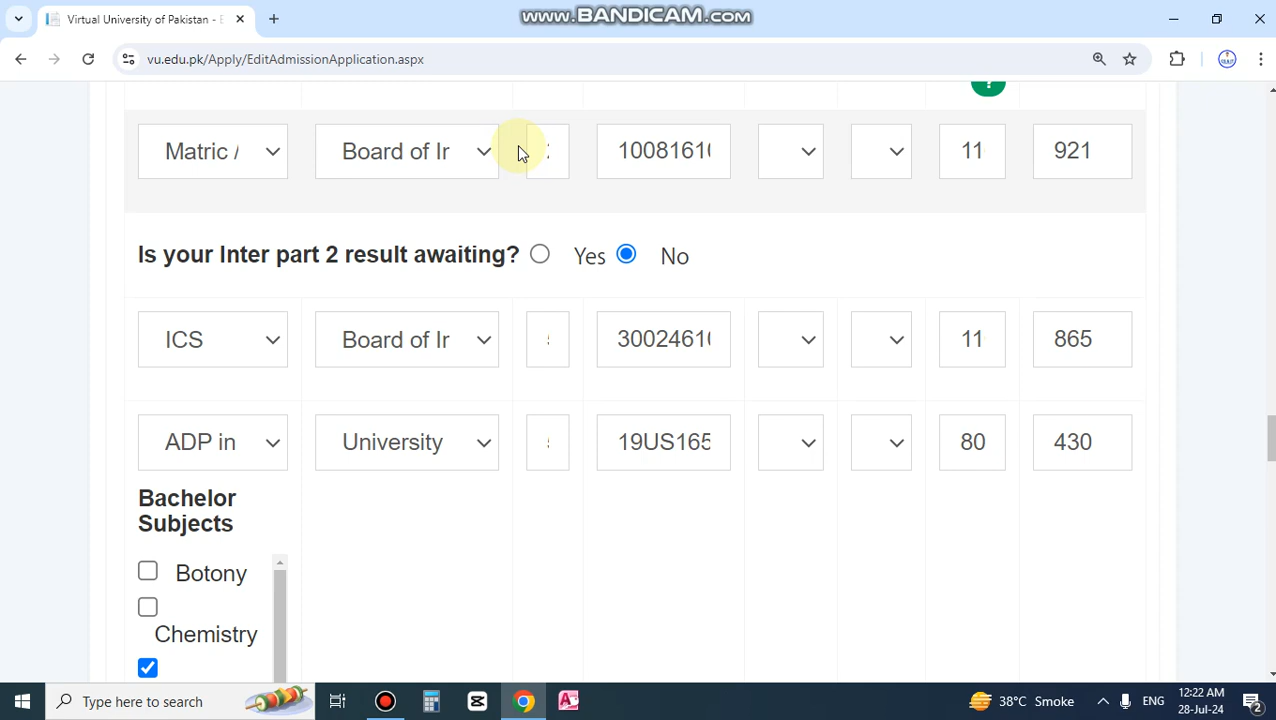 www.BANDICAM.com
Virtual University of Pakistan - E
vu.edu.pk/Apply/EditAdmissionApplication.aspx
?
Matric /
Board of Ir
10081610
11
921
Is your Inter part 2 result awaiting?
Yes
No
ICS
Board of Ir
30024610
11
865
ADP in
University
19US165
80
430
Bachelor
Subjects
Botony
Chemistry
Type here to search
38°C Smoke
ENG
12:22 AM
28-Jul-24
2